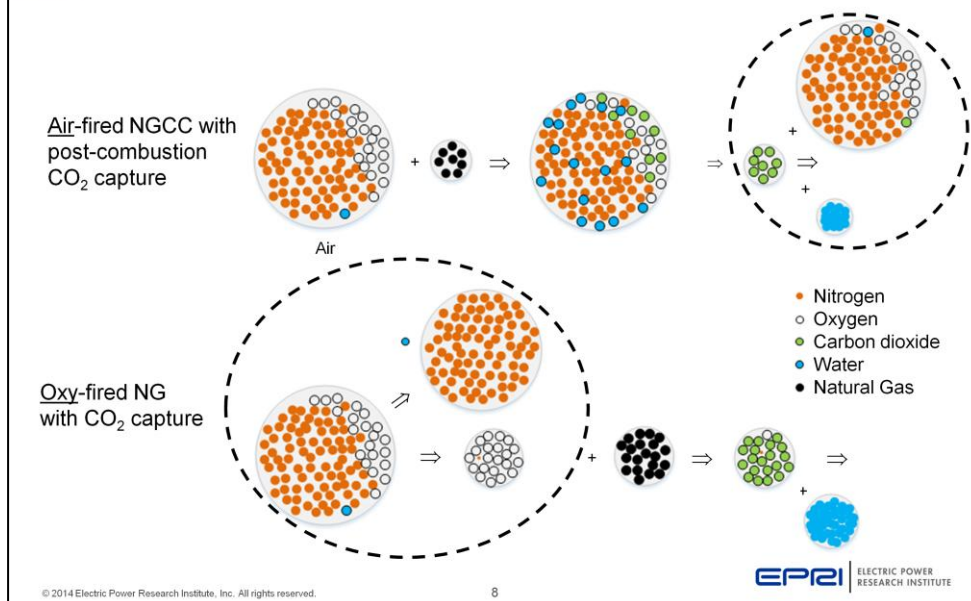 Air-fired NGCC with
post-combustion
CO₂ capture
+
⇒
⇒
+
⇒
+
Air
Nitrogen
Oxygen
Carbon dioxide
Water
Natural Gas
Oxy-fired NG
with CO₂ capture
⇒
⇒
+
⇒
⇒
+
© 2014 Electric Power Research Institute, Inc. All rights reserved.
8
EPRI
ELECTRIC POWER
RESEARCH INSTITUTE